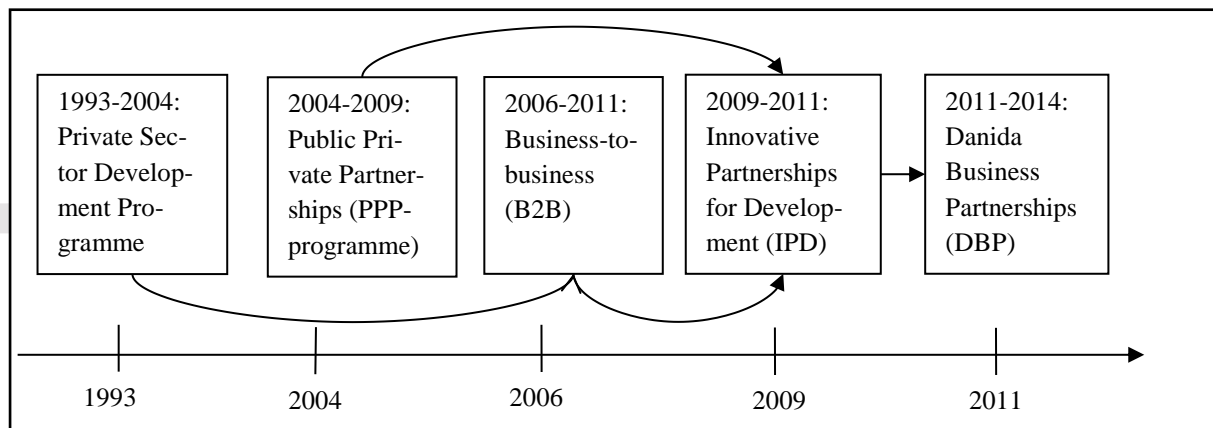 1993-2004:
Private Sec-
tor Develop-
ment Pro-
gramme
2004-2009:
Public Pri-
vate Partner-
ships (PPP-
programme)
2006-2011:
Business-to-
business
(B2B)
2009-2011:
Innovative
Partnerships
for Develop-
ment (IPD)
2011-2014:
Danida
Business
Partnerships
(DBP)
1993
2004
2006
2009
2011